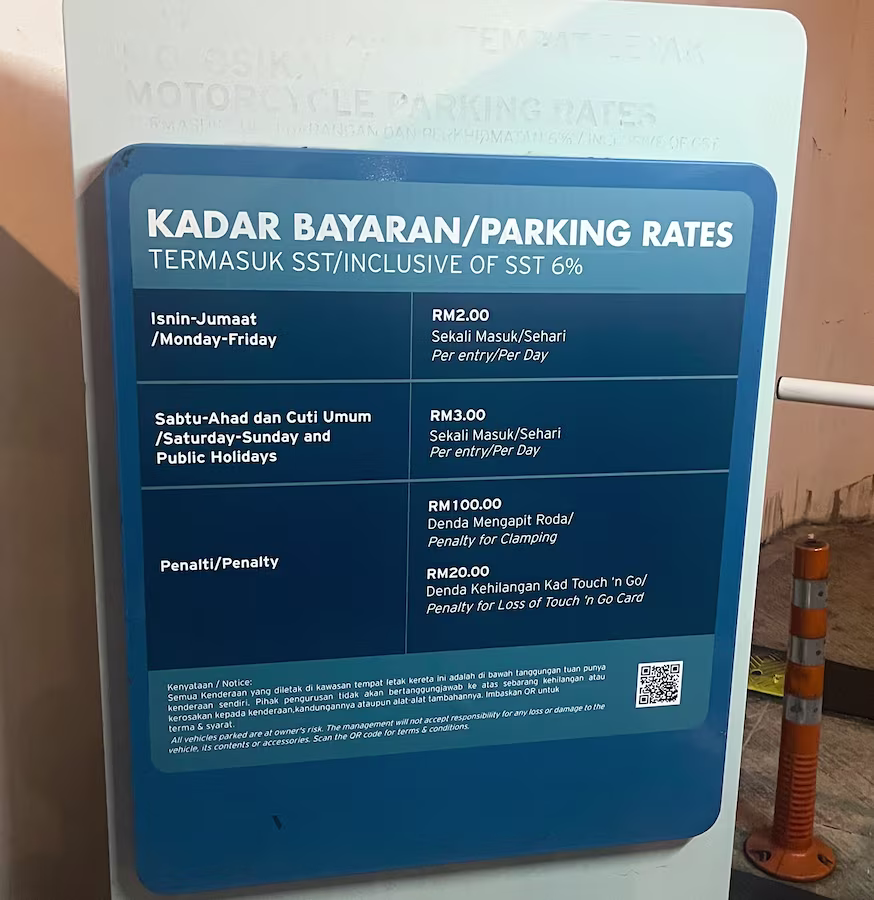 MOTORCYCLE PARKING RATES
KADAR BAYARAN/PARKING RATES
TERMASUK SST/INCLUSIVE OF SST 6%
Isnin-Jumaat
/Monday-Friday
RM2.00
Sekali Masuk/Sehari
Per entry/Per Day
Sabtu-Ahad dan Cuti Umum
/Saturday-Sunday and
Public Holidays
RM3.00
Sekali Masuk/Sehari
Per entry/Per Day
Penalti/Penalty
RM100.00
Denda Mengapit Roda/
Penalty for Clamping
RM20.00
Denda Kehilangan Kad Touch 'n Go/
Penalty for Loss of Touch 'n Go Card
Kenyataan / Notice:
Semua Kenderaan yang diletak di kawasan tempat letak kereta ini adalah di bawah tanggungan tuan punya
kenderaan sendiri. Pihak pengurusan tidak akan bertanggungjawab ke atas sebarang kehilangan atau
kerosakan kepada kenderaan,kandungannya ataupun alat-alat tambahannya. Imbaskan QR untuk
terma & syarat.
All vehicles parked are at owner's risk. The management will not accept responsibility for any loss or damage to the
vehicle, its contents or accessories. Scan the QR code for terms & conditions.